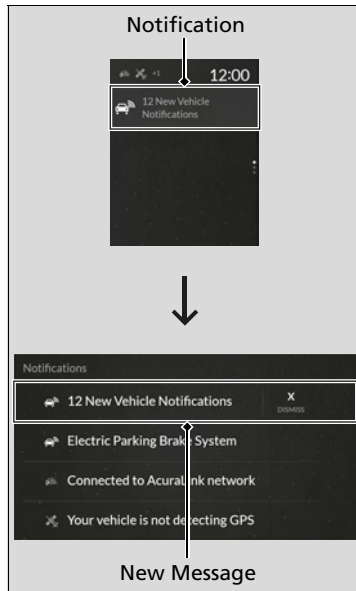 Notification
+1
12:00
12 New Vehicle
Notifications
Notifications
12 New Vehicle Notifications
X
DISMISS
Electric Parking Brake System
Connected to AcuraLink network
Your vehicle is not detecting GPS
New Message